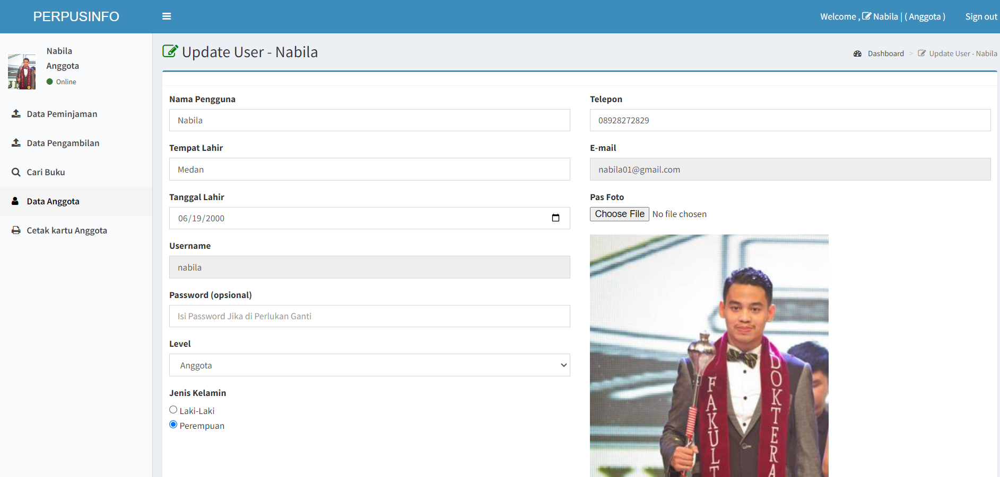 PERPUSINFO
Welcome , Nabila | ( Anggota )
Sign out
Nabila
Anggota
Online
Data Peminjaman
Data Pengambilan
Cari Buku
Data Anggota
Cetak kartu Anggota
Update User - Nabila
Dashboard > Update User - Nabila
Nama Pengguna
Nabila
Tempat Lahir
Medan
Tanggal Lahir
06/19/2000
Username
nabila
Password (opsional)
Isi Password Jika di Perlukan Ganti
Level
Anggota
Jenis Kelamin
Laki-Laki
Perempuan
Telepon
08928272829
E-mail
nabila01@gmail.com
Pas Foto
Choose File No file chosen
FAKULT
DOKTERA